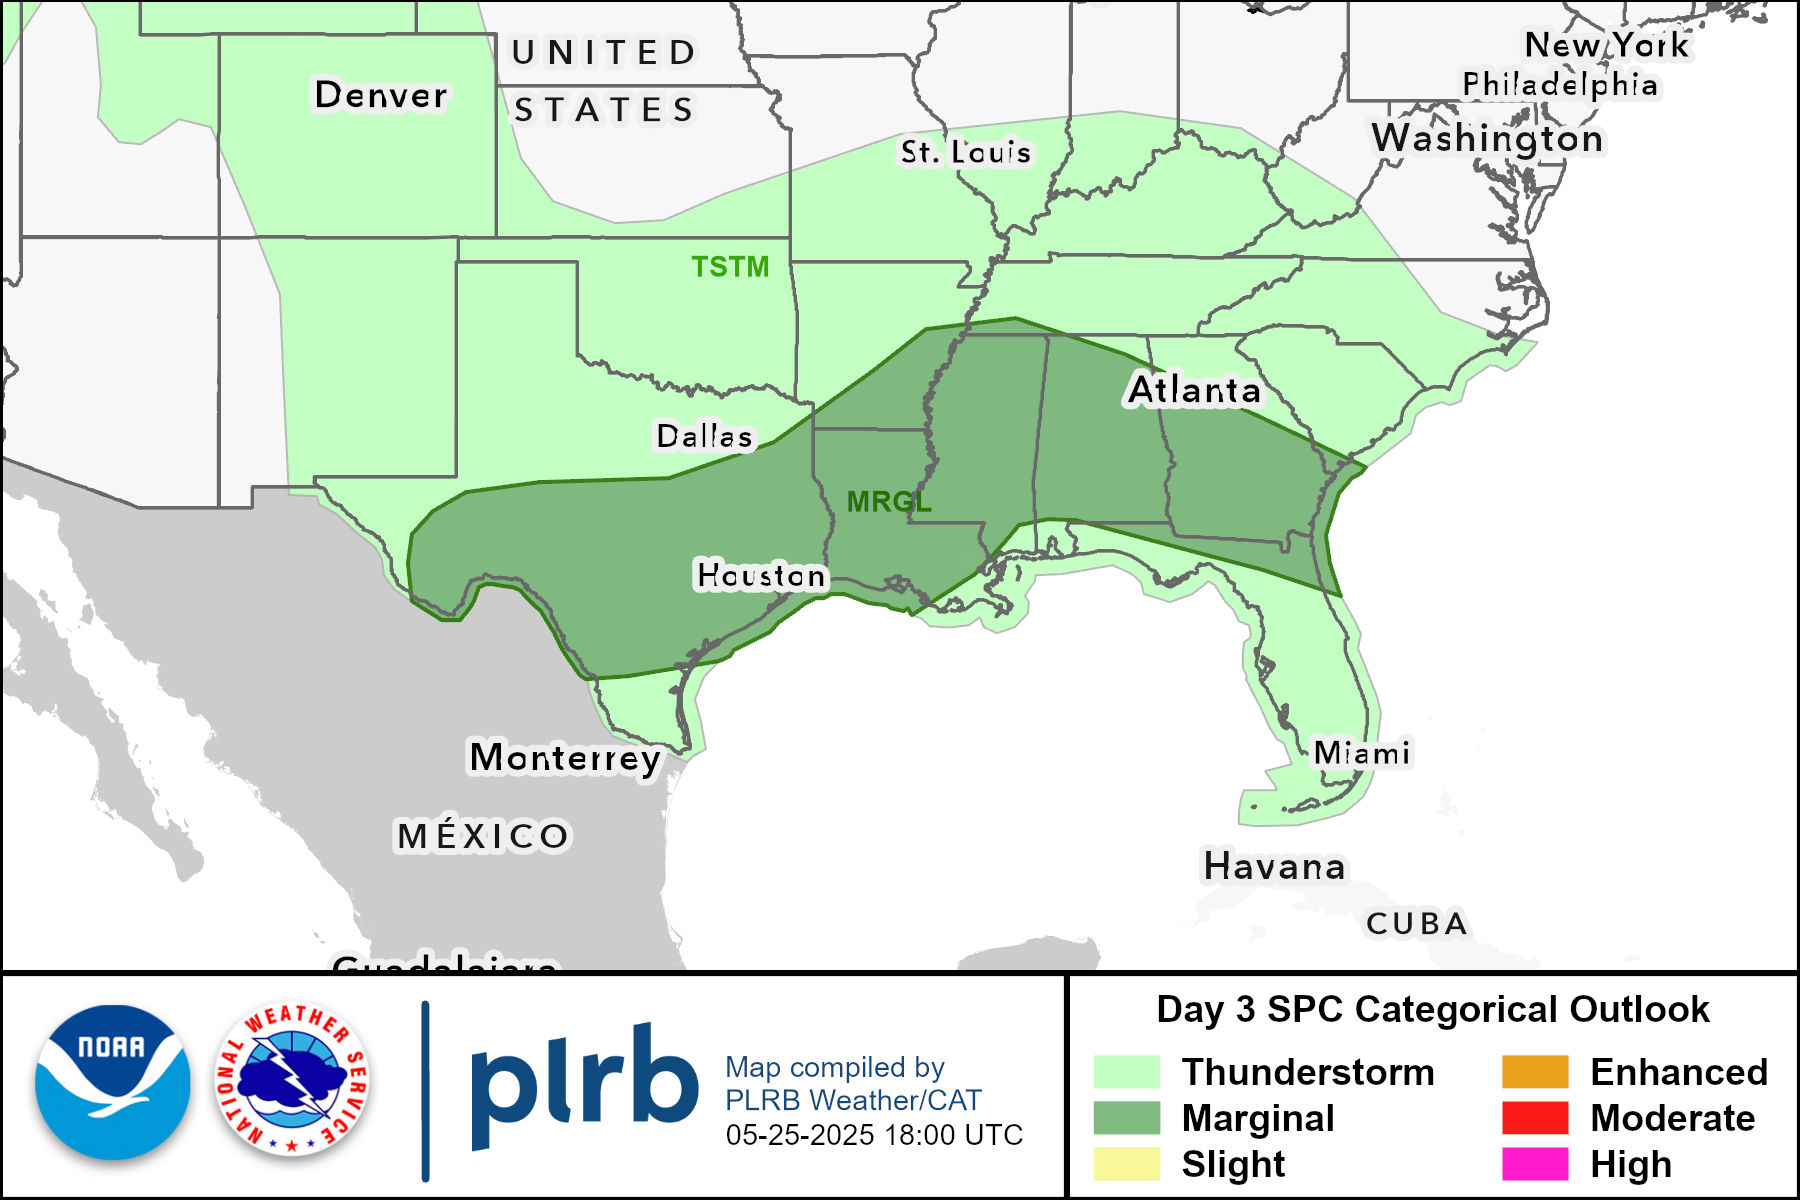 UNITED
STATES
Denver
New York
Philadelphia
Washington
St. Louis
TSTM
Atlanta
Dallas
MRGL
Houston
Monterrey
Miami
MÉXICO
Havana
CUBA
Guadalajara
NOAA
NATIONAL WEATHER SERVICE
plrb
Map compiled by
PLRB Weather/CAT
05-25-2025 18:00 UTC
Day 3 SPC Categorical Outlook
Thunderstorm
Marginal
Slight
Enhanced
Moderate
High